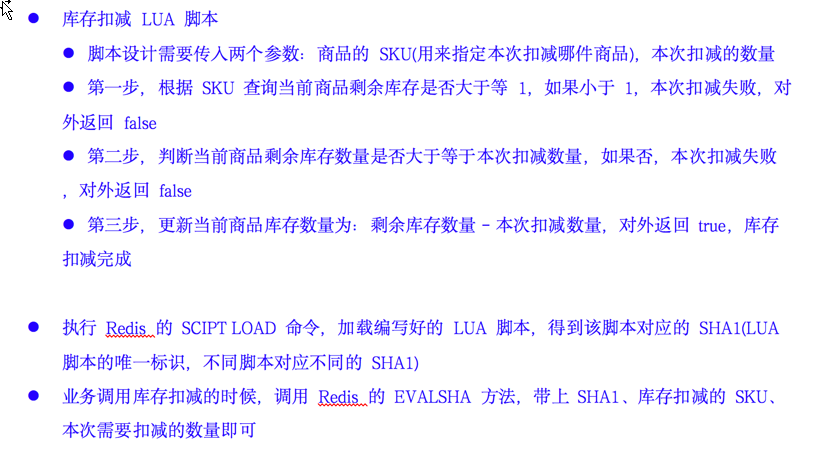 ● 库存扣减 LUA 脚本
● 脚本设计需要传入两个参数：商品的 SKU(用来指定本次扣减哪件商品)，本次扣减的数量
● 第一步，根据 SKU 查询当前商品剩余库存是否大于等 1，如果小于 1，本次扣减失败，对
外返回 false
● 第二步，判断当前商品剩余库存数量是否大于等于本次扣减数量，如果否，本次扣减失败
，对外返回 false
● 第三步，更新当前商品库存数量为：剩余库存数量 - 本次扣减数量，对外返回 true，库存
扣减完成
● 执行 Redis 的 SCIPT LOAD 命令，加载编写好的 LUA 脚本，得到该脚本对应的 SHA1(LUA
脚本的唯一标识，不同脚本对应不同的 SHA1)
● 业务调用库存扣减的时候，调用 Redis 的 EVALSHA 方法，带上 SHA1、库存扣减的 SKU、
本次需要扣减的数量即可